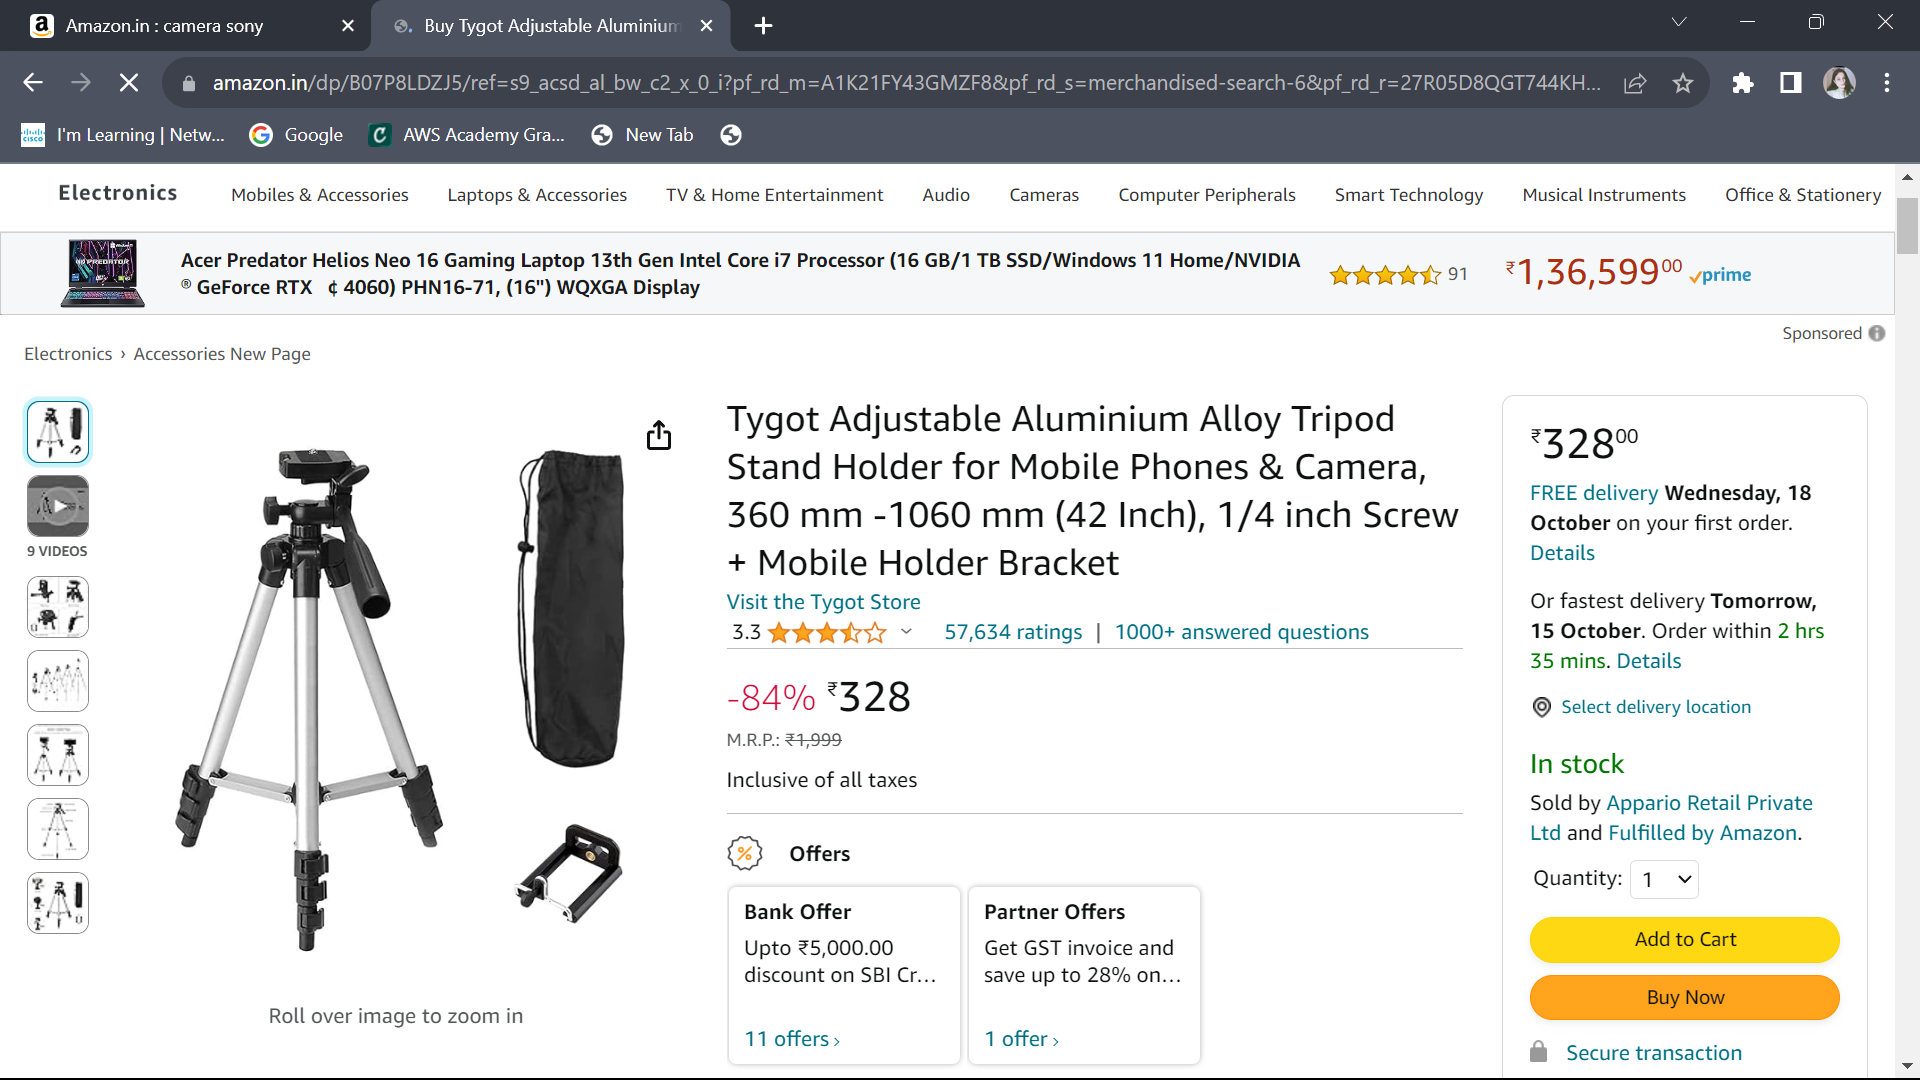 Amazon.in : camera sony
Buy Tygot Adjustable Aluminium
amazon.in/dp/B07P8LDZJ5/ref=s9_acsd_al_bw_c2_x_0_i?pf_rd_m=A1K21FY43GMZF8&pf_rd_s=merchandised-search-6&pf_rd_r=27R05D8QGT744KH...
I'm Learning | Netw... Google AWS Academy Gra... New Tab
Electronics Mobiles & Accessories Laptops & Accessories TV & Home Entertainment Audio Cameras Computer Peripherals Smart Technology Musical Instruments Office & Stationery
Acer Predator Helios Neo 16 Gaming Laptop 13th Gen Intel Core i7 Processor (16 GB/1 TB SSD/Windows 11 Home/NVIDIA
® GeForce RTX ¢ 4060) PHN16-71, (16") WQXGA Display
91
₹1,36,599.00 prime
Sponsored
Electronics › Accessories New Page
9 VIDEOS
Roll over image to zoom in
Tygot Adjustable Aluminium Alloy Tripod
Stand Holder for Mobile Phones & Camera,
360 mm -1060 mm (42 Inch), 1/4 inch Screw
+ Mobile Holder Bracket
Visit the Tygot Store
3.3 57,634 ratings | 1000+ answered questions
-84% ₹328
M.R.P.: ₹1,999
Inclusive of all taxes
% Offers
Bank Offer
Upto ₹5,000.00
discount on SBI Cr...
11 offers ›
Partner Offers
Get GST invoice and
save up to 28% on...
1 offer ›
₹32800
FREE delivery Wednesday, 18
October on your first order.
Details
Or fastest delivery Tomorrow,
15 October. Order within 2 hrs
35 mins. Details
Select delivery location
In stock
Sold by Appario Retail Private
Ltd and Fulfilled by Amazon.
Quantity: 1
Add to Cart
Buy Now
Secure transaction